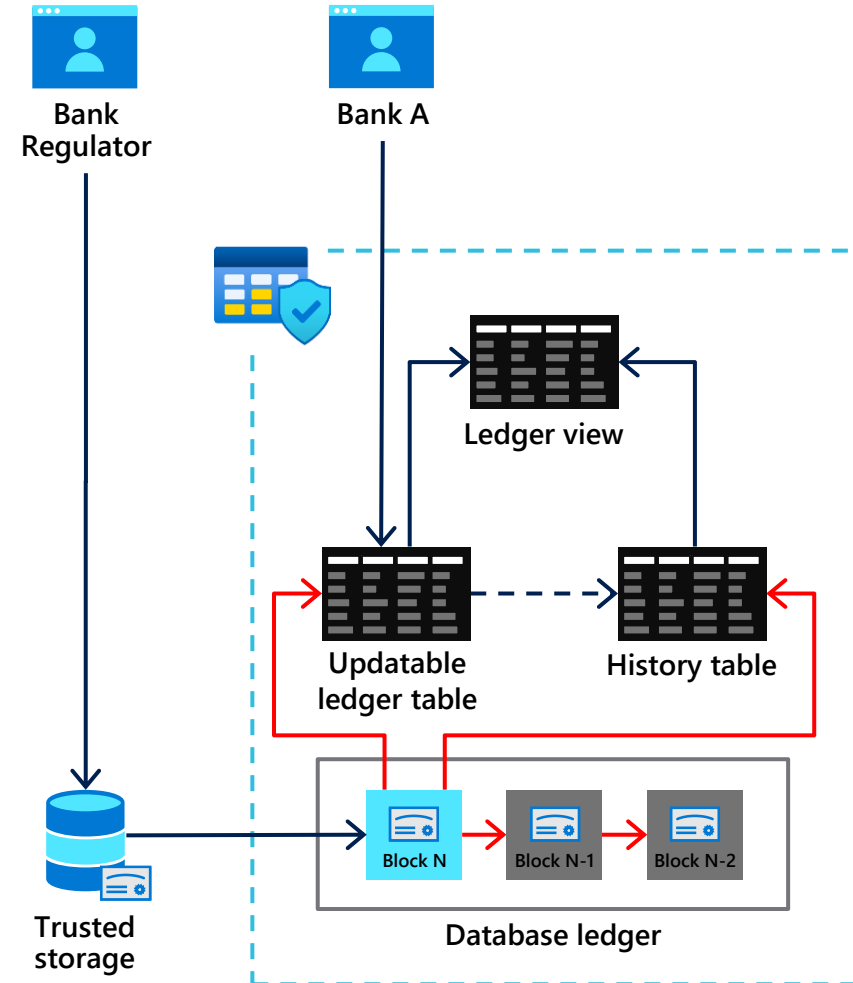 Bank
Regulator
Bank A
Ledger view
Updatable
ledger table
History table
Block N
Block N-1
Block N-2
Trusted
storage
Database ledger